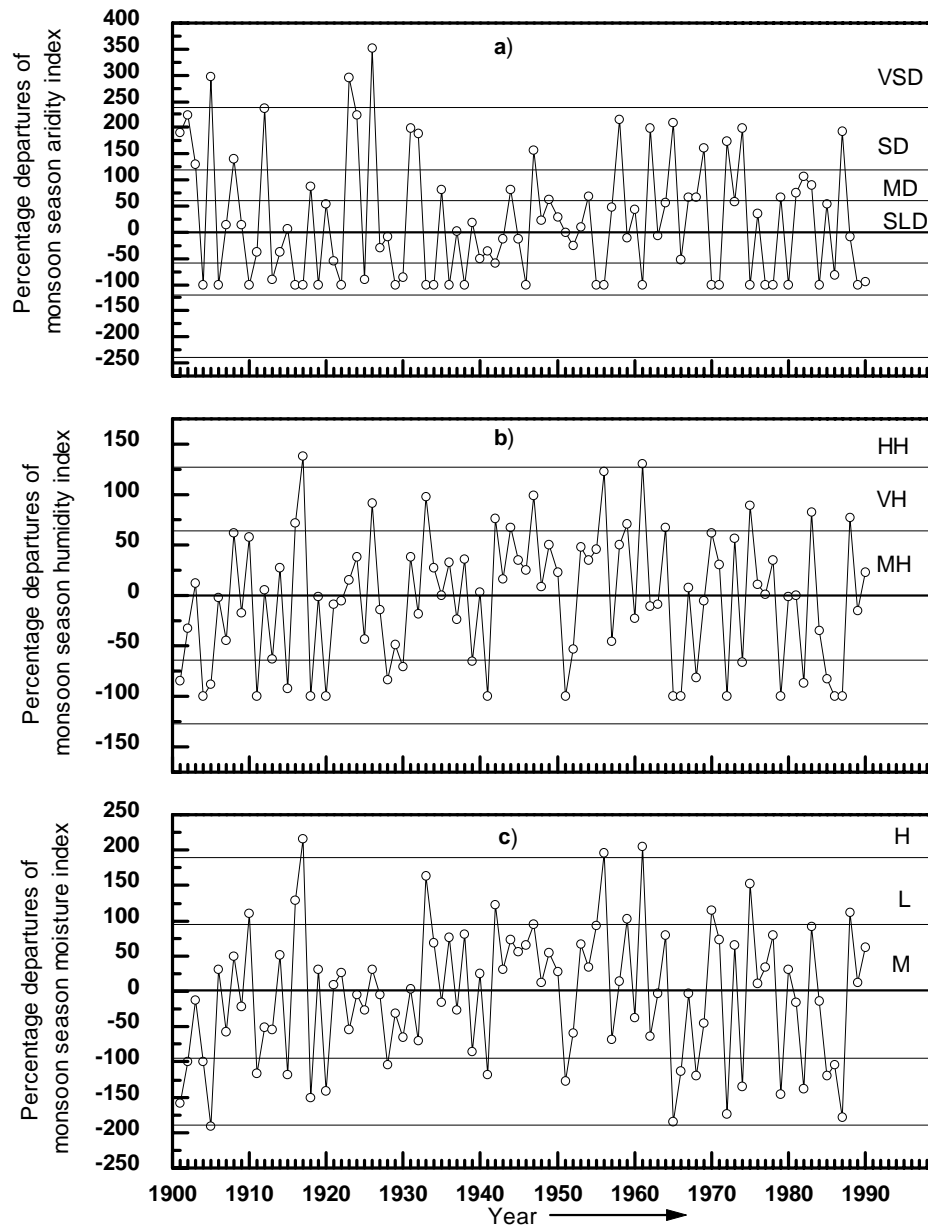 Percentage departures of
monsoon season aridity index
400
350
300
250
200
150
100
50
0
-50
-100
-150
-200
-250
a)
VSD
SD
MD
SLD
Percentage departures of
monsoon season humidity index
150
100
50
0
-50
-100
-150
b)
HH
VH
MH
Percentage departures of
monsoon season moisture index
250
200
150
100
50
0
-50
-100
-150
-200
-250
c)
H
L
M
1900 1910 1920 1930 1940 1950 1960 1970 1980 1990
Year